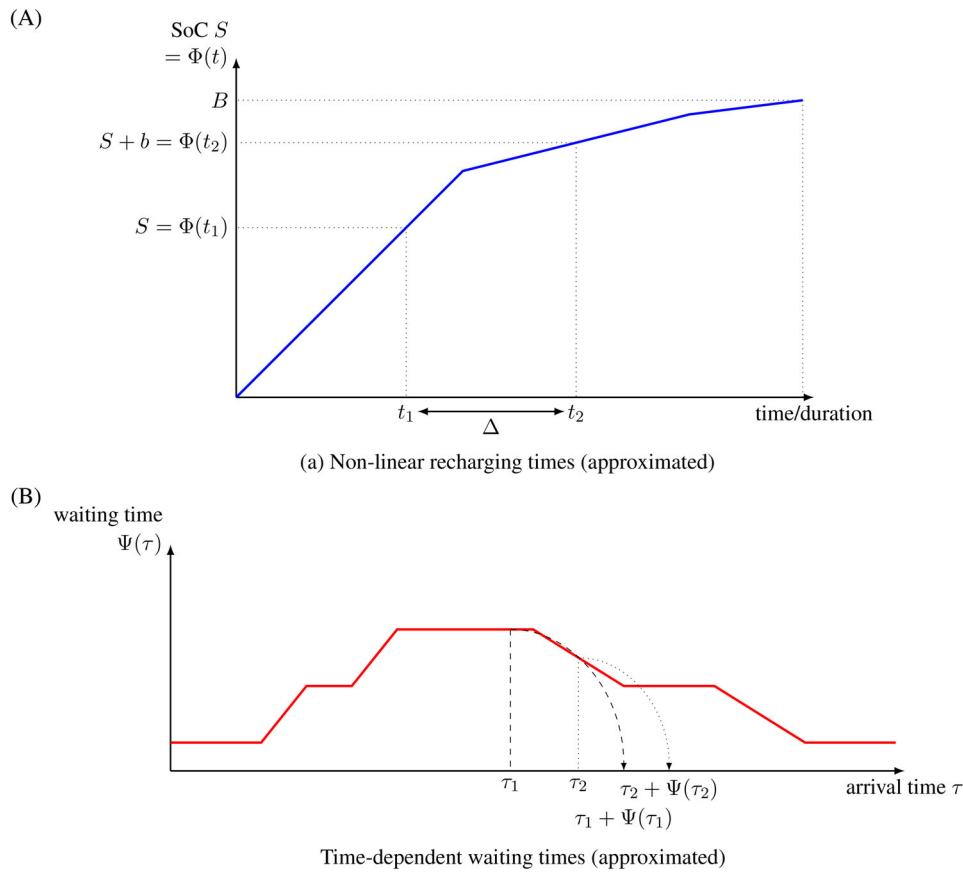 (A)
SoC S
= Φ(t)
B
S + b = Φ(t₂)
S = Φ(t₁)
t₁
t₂
time/duration
Δ
(a) Non-linear recharging times (approximated)
(B)
waiting time
Ψ(τ)
τ₁
τ₂
τ₂ + Ψ(τ₂)
arrival time τ
τ₁ + Ψ(τ₁)
Time-dependent waiting times (approximated)